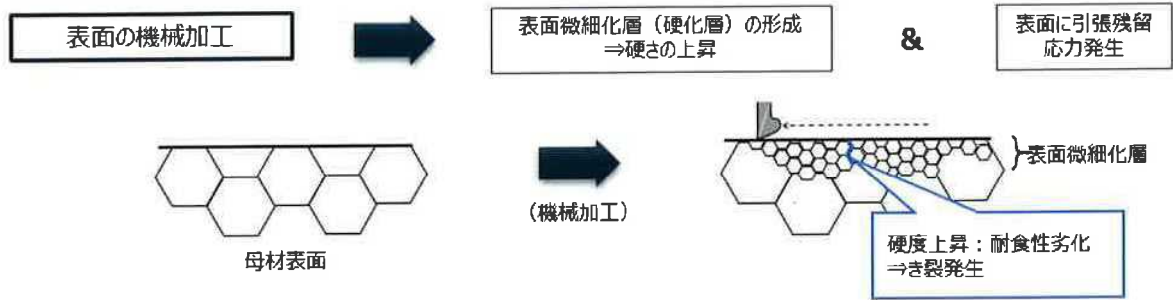 表面の機械加工
表面微細化層（硬化層）の形成
⇒硬さの上昇
&
表面に引張残留
応力発生
表面微細化層
(機械加工)
母材表面
硬度上昇：耐食性劣化
⇒き裂発生